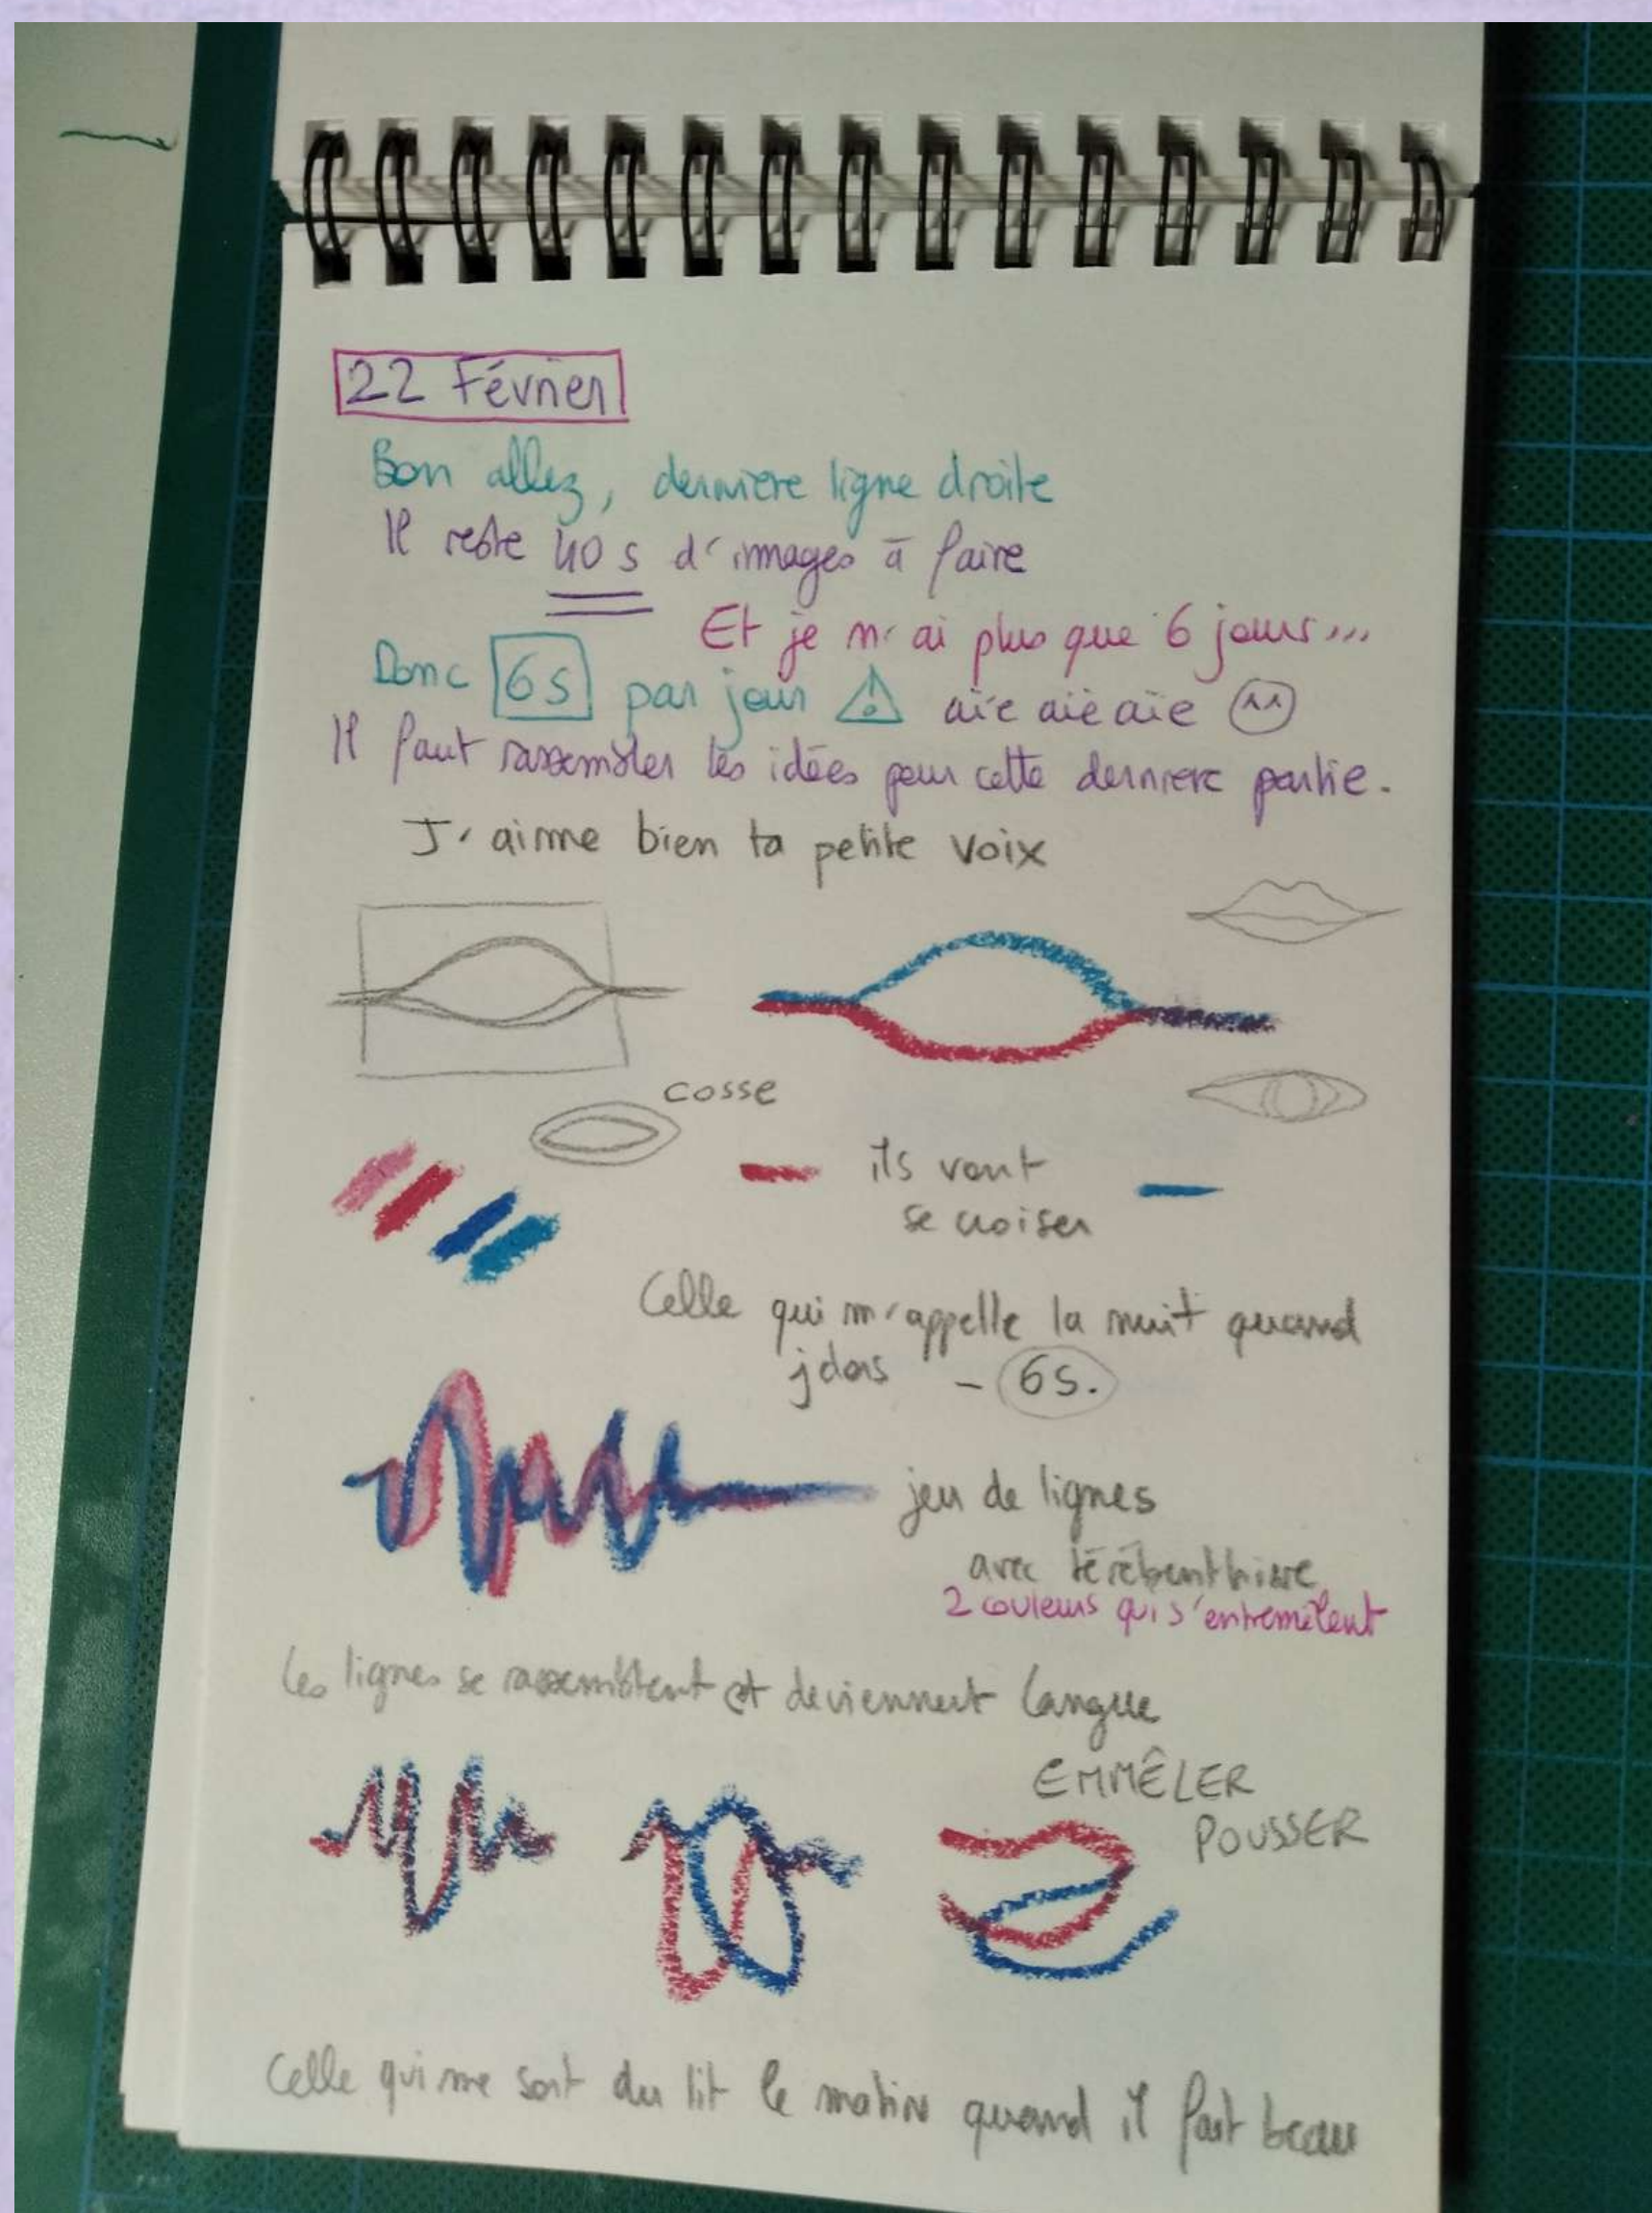 22 Février
Bon allez, dernière ligne droite
Il reste 40 s d'images à faire
Et je n'ai plus que 6 jours...
Donc 6s par jour ! aïe aïe aïe ^^
Il faut rassembler les idées pour cette dernière partie.
J'aime bien ta petite voix
cosse
ils vont
se croiser
Celle qui m'appelle la nuit quand
jdors - 6s.
jeu de lignes
avec térébenthine
2 couleurs qui s'entremêlent
Les lignes se rassemblent et deviennent langue
EMMÊLER
POUSSER
Celle qui me sort du lit le matin quand il fait beau